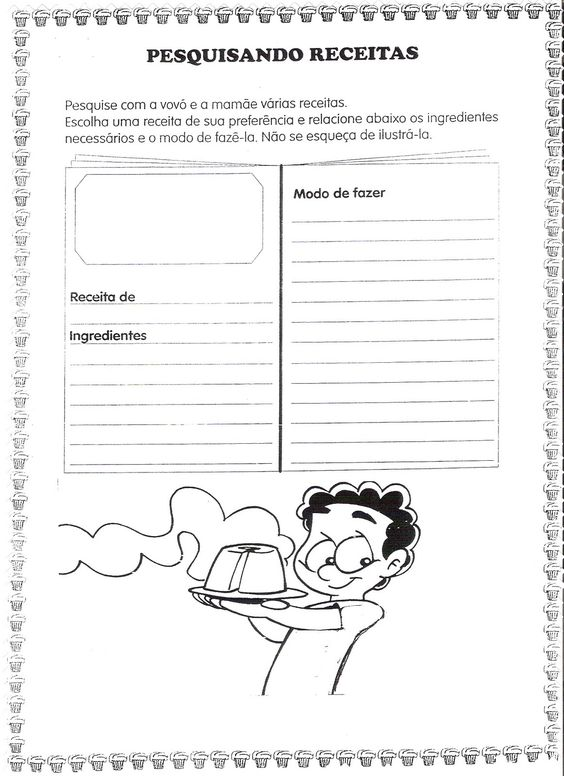 PESQUISANDO RECEITAS
Pesquise com a vovó e a mamãe várias receitas.
Escolha uma receita de sua preferência e relacione abaixo os ingredientes
necessários e o modo de fazê-la. Não se esqueça de ilustrá-la.
Receita de
Ingredientes
Modo de fazer